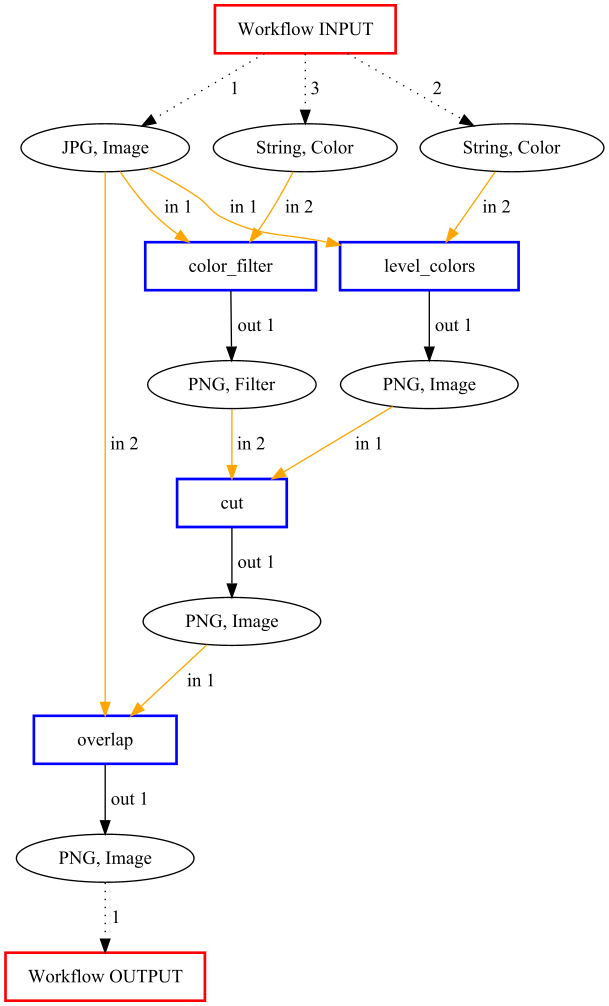 Workflow INPUT
1
3
2
JPG, Image
String, Color
String, Color
in 1
in 1
in 2
in 2
color_filter
level_colors
out 1
out 1
PNG, Filter
PNG, Image
in 2
in 2
in 1
cut
out 1
PNG, Image
in 1
overlap
out 1
PNG, Image
1
Workflow OUTPUT